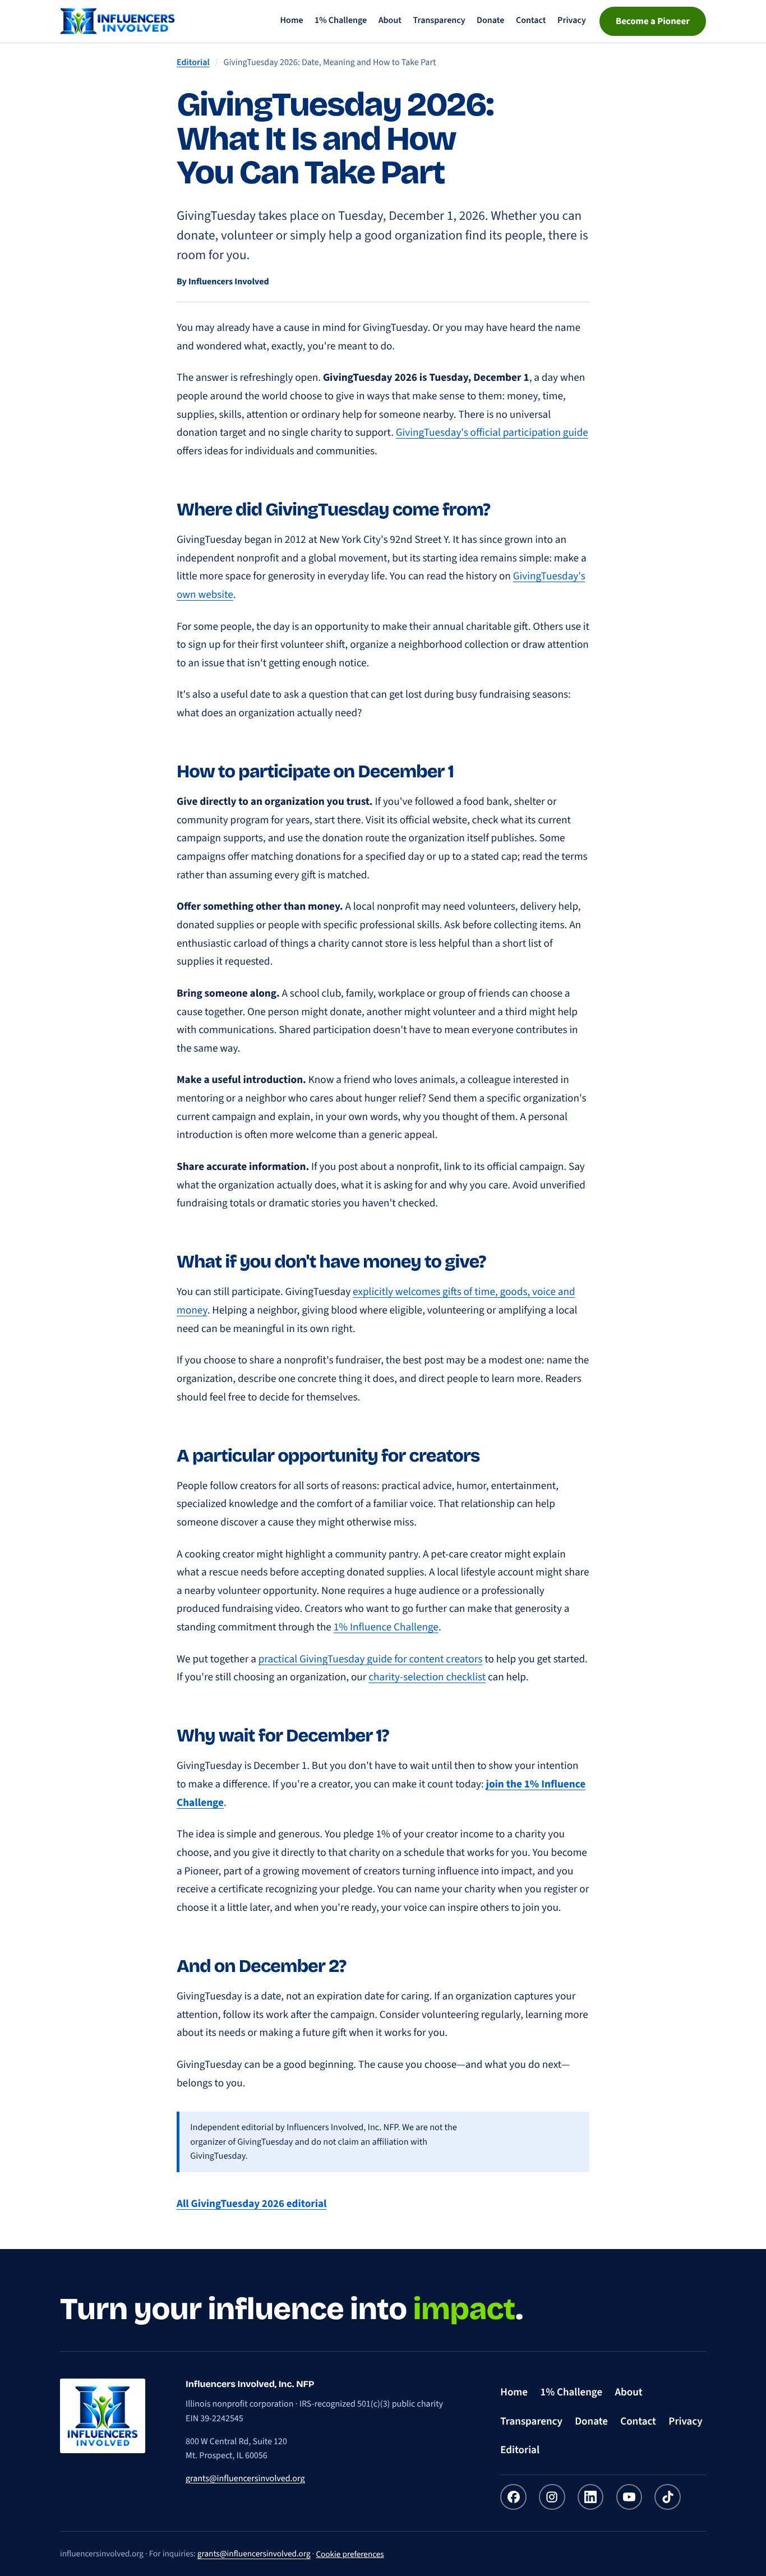 INFLUENCERS
INVOLVED
Home 1% Challenge About Transparency Donate Contact Privacy Become a Pioneer
Editorial / GivingTuesday 2026: Date, Meaning and How to Take Part
GivingTuesday 2026:
What It Is and How
You Can Take Part
GivingTuesday takes place on Tuesday, December 1, 2026. Whether you can
donate, volunteer or simply help a good organization find its people, there is
room for you.
By Influencers Involved
You may already have a cause in mind for GivingTuesday. Or you may have heard the name
and wondered what, exactly, you're meant to do.
The answer is refreshingly open. GivingTuesday 2026 is Tuesday, December 1, a day when
people around the world choose to give in ways that make sense to them: money, time,
supplies, skills, attention or ordinary help for someone nearby. There is no universal
donation target and no single charity to support. GivingTuesday's official participation guide
offers ideas for individuals and communities.
Where did GivingTuesday come from?
GivingTuesday began in 2012 at New York City's 92nd Street Y. It has since grown into an
independent nonprofit and a global movement, but its starting idea remains simple: make a
little more space for generosity in everyday life. You can read the history on GivingTuesday's
own website.
For some people, the day is an opportunity to make their annual charitable gift. Others use it
to sign up for their first volunteer shift, organize a neighborhood collection or draw attention
to an issue that isn't getting enough notice.
It's also a useful date to ask a question that can get lost during busy fundraising seasons:
what does an organization actually need?
How to participate on December 1
Give directly to an organization you trust. If you've followed a food bank, shelter or
community program for years, start there. Visit its official website, check what its current
campaign supports, and use the donation route the organization itself publishes. Some
campaigns offer matching donations for a specified day or up to a stated cap; read the terms
rather than assuming every gift is matched.
Offer something other than money. A local nonprofit may need volunteers, delivery help,
donated supplies or people with specific professional skills. Ask before collecting items. An
enthusiastic carload of things a charity cannot store is less helpful than a short list of
supplies it requested.
Bring someone along. A school club, family, workplace or group of friends can choose a
cause together. One person might donate, another might volunteer and a third might help
with communications. Shared participation doesn't have to mean everyone contributes in
the same way.
Make a useful introduction. Know a friend who loves animals, a colleague interested in
mentoring or a neighbor who cares about hunger relief? Send them a specific organization's
current campaign and explain, in your own words, why you thought of them. A personal
introduction is often more welcome than a generic appeal.
Share accurate information. If you post about a nonprofit, link to its official campaign. Say
what the organization actually does, what it is asking for and why you care. Avoid unverified
fundraising totals or dramatic stories you haven't checked.
What if you don't have money to give?
You can still participate. GivingTuesday explicitly welcomes gifts of time, goods, voice and
money. Helping a neighbor, giving blood where eligible, volunteering or amplifying a local
need can be meaningful in its own right.
If you choose to share a nonprofit's fundraiser, the best post may be a modest one: name the
organization, describe one concrete thing it does, and direct people to learn more. Readers
should feel free to decide for themselves.
A particular opportunity for creators
People follow creators for all sorts of reasons: practical advice, humor, entertainment,
specialized knowledge and the comfort of a familiar voice. That relationship can help
someone discover a cause they might otherwise miss.
A cooking creator might highlight a community pantry. A pet-care creator might explain
what a rescue needs before accepting donated supplies. A local lifestyle account might share
a nearby volunteer opportunity. None requires a huge audience or a professionally
produced fundraising video. Creators who want to go further can make that generosity a
standing commitment through the 1% Influence Challenge.
We put together a practical GivingTuesday guide for content creators to help you get started.
If you're still choosing an organization, our charity-selection checklist can help.
Why wait for December 1?
GivingTuesday is December 1. But you don't have to wait until then to show your intention
to make a difference. If you're a creator, you can make it count today: join the 1% Influence
Challenge.
The idea is simple and generous. You pledge 1% of your creator income to a charity you
choose, and you give it directly to that charity on a schedule that works for you. You become
a Pioneer, part of a growing movement of creators turning influence into impact, and you
receive a certificate recognizing your pledge. You can name your charity when you register or
choose it a little later, and when you're ready, your voice can inspire others to join you.
And on December 2?
GivingTuesday is a date, not an expiration date for caring. If an organization captures your
attention, follow its work after the campaign. Consider volunteering regularly, learning more
about its needs or making a future gift when it works for you.
GivingTuesday can be a good beginning. The cause you choose—and what you do next—
belongs to you.
Independent editorial by Influencers Involved, Inc. NFP. We are not the
organizer of GivingTuesday and do not claim an affiliation with
GivingTuesday.
All GivingTuesday 2026 editorial
Turn your influence into impact.
INFLUENCERS
INVOLVED
Influencers Involved, Inc. NFP
Illinois nonprofit corporation · IRS-recognized 501(c)(3) public charity
EIN 39-2242545
800 W Central Rd, Suite 120
Mt. Prospect, IL 60056
grants@influencersinvolved.org
Home 1% Challenge About
Transparency Donate Contact Privacy
Editorial
influencersinvolved.org · For inquiries: grants@influencersinvolved.org · Cookie preferences